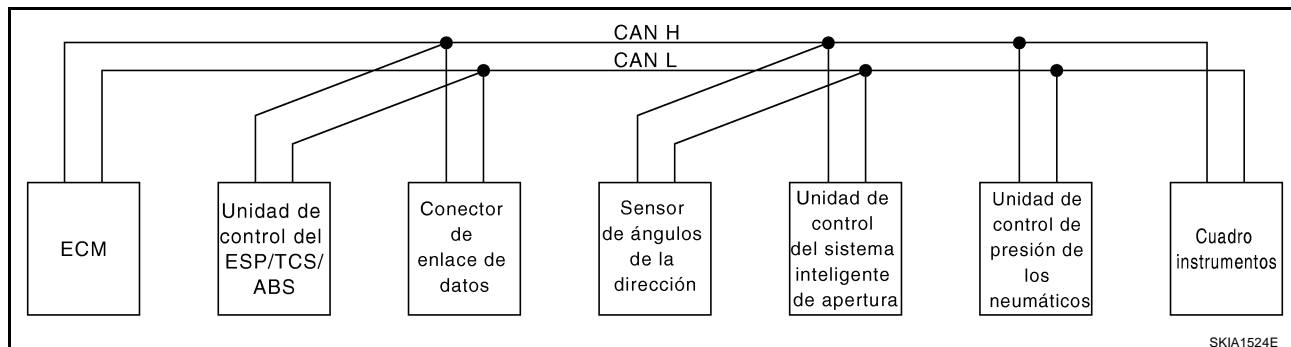 CAN H
CAN L
ECM
Unidad de
control del
ESP/TCS/
ABS
Conector
de
enlace de
datos
Sensor
de ángulos
de la
dirección
Unidad de
control
del sistema
inteligente
de apertura
Unidad de
control de
presión de
los
neumáticos
Cuadro
instrumentos
SKIA1524E